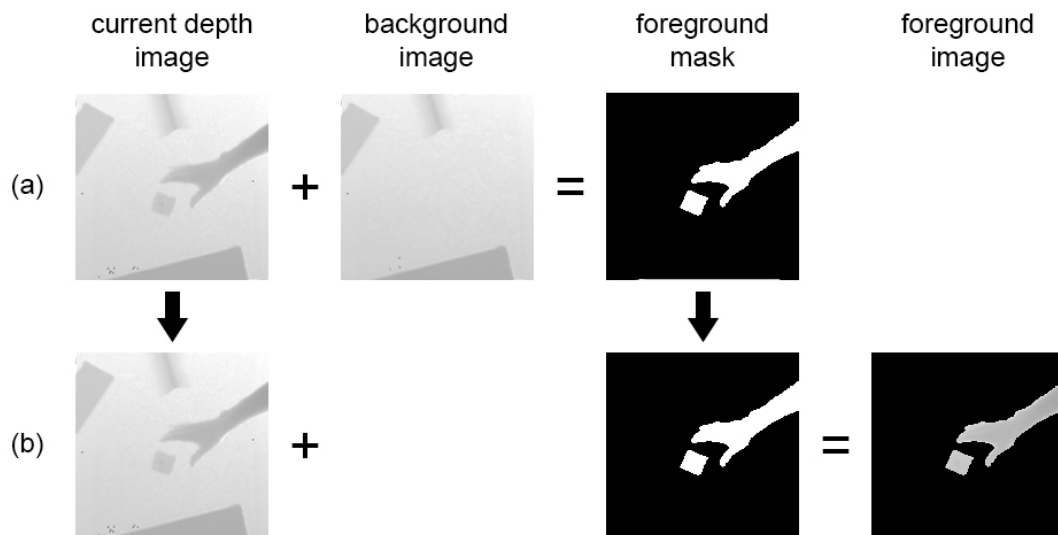 current depth
image
background
image
foreground
mask
foreground
image
(a)
+
=
(b)
+
=